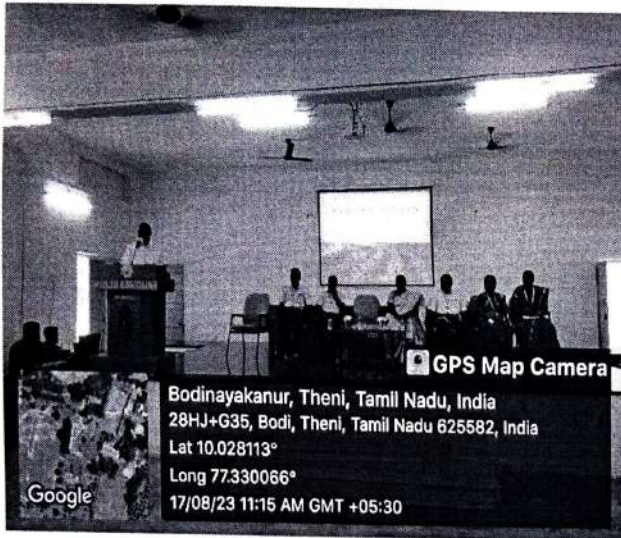 GPS Map Camera
Bodinayakanur, Theni, Tamil Nadu, India
28HJ+G35, Bodi, Theni, Tamil Nadu 625582, India
Lat 10.028113°
Long 77.330066°
17/08/23 11:15 AM GMT +05:30
Google